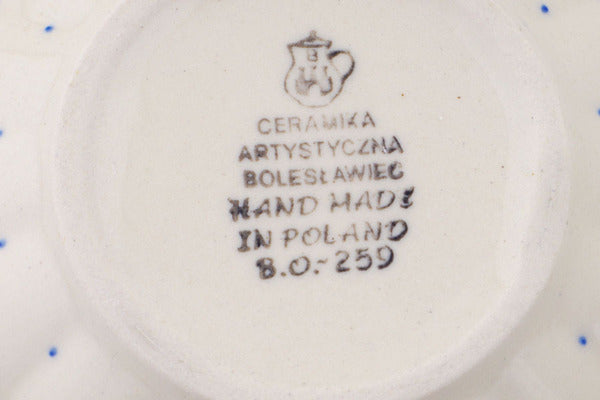 CERAMIKA
ARTYSTYCZNA
BOLESŁAWIEC
HAND MADE
IN POLAND
B.O.-259